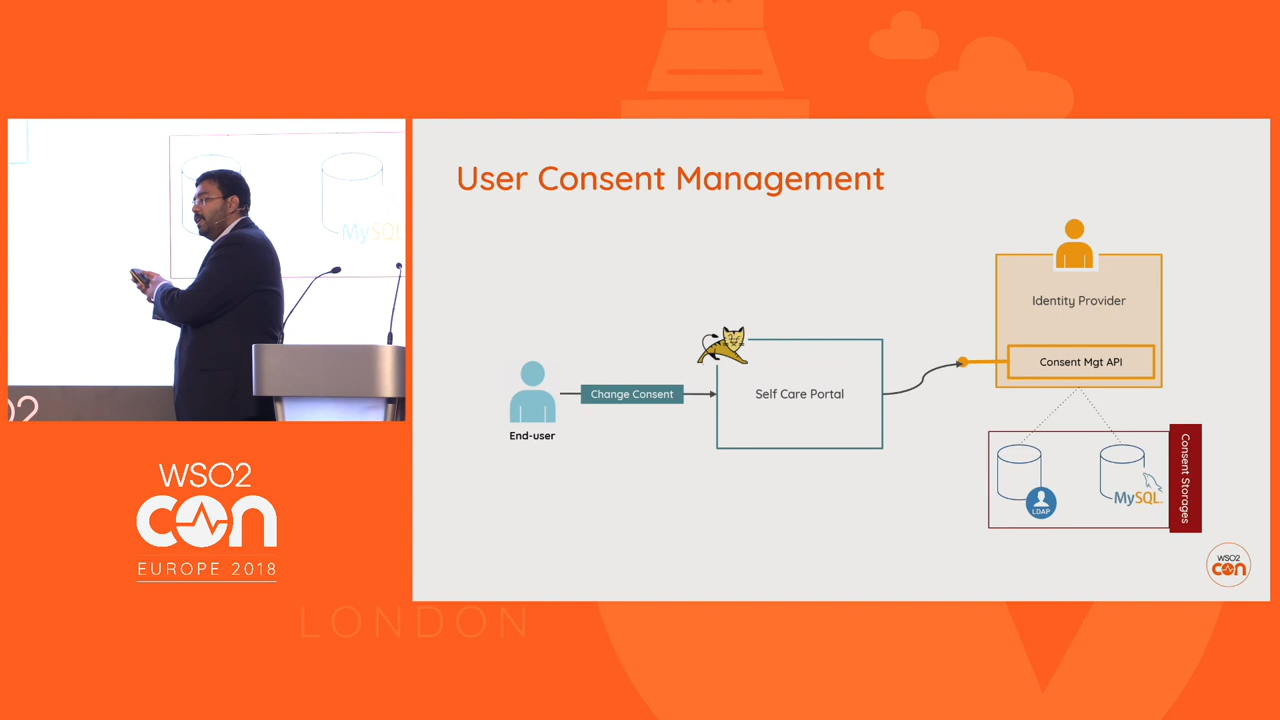 MySQL
O2
WSO2
con
EUROPE 2018
LONDON
User Consent Management
Identity Provider
Consent Mgt API
Change Consent
Self Care Portal
End-user
LDAP
MySQL
Consent Storages
WSO2
con